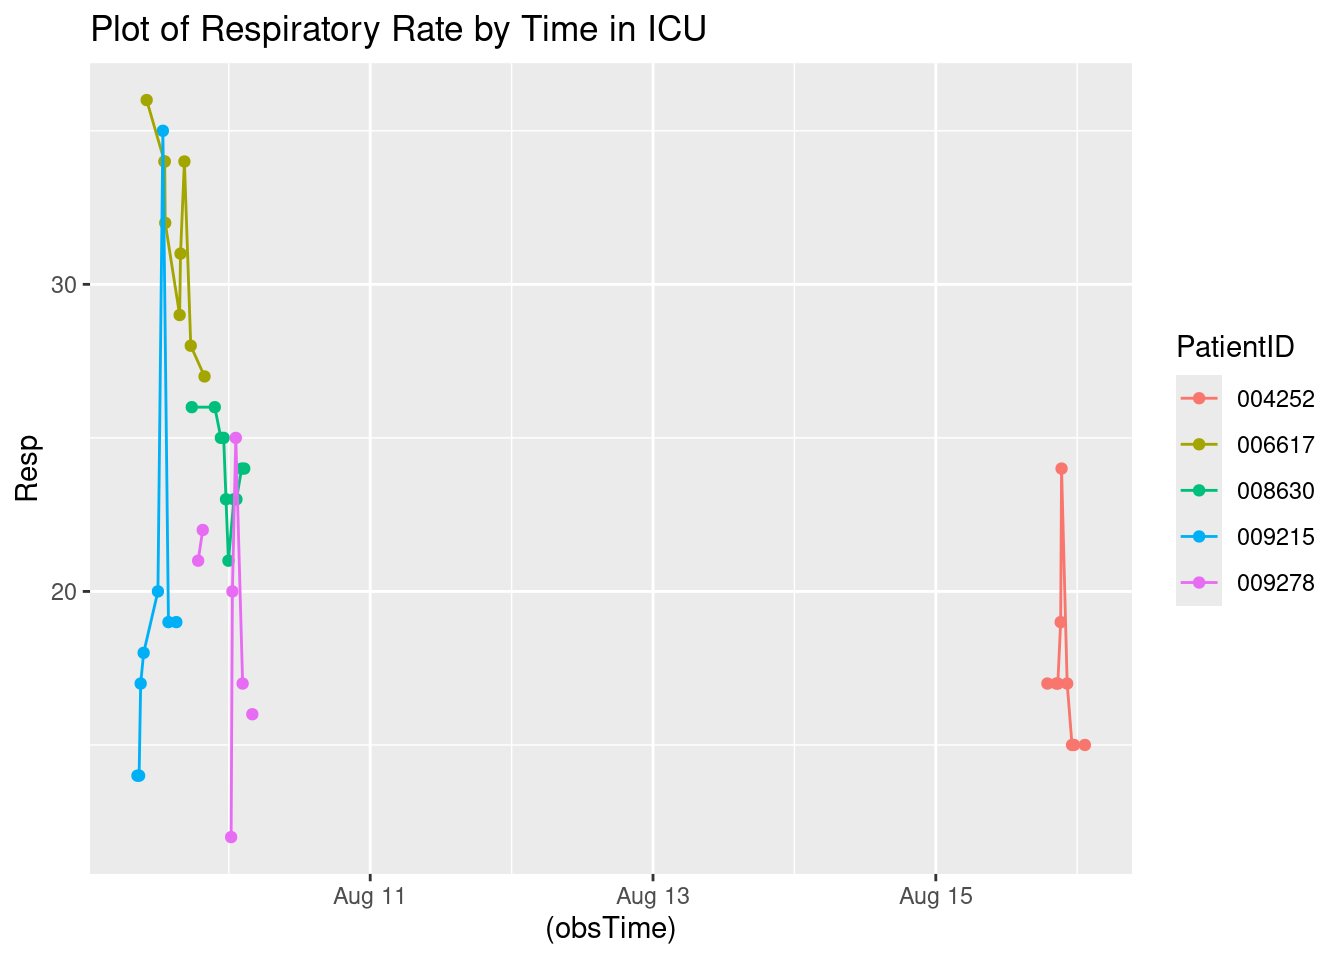 Plot of Respiratory Rate by Time in ICU
30
20
Resp
Aug 11
Aug 13
Aug 15
(obsTime)
PatientID
004252
006617
008630
009215
009278